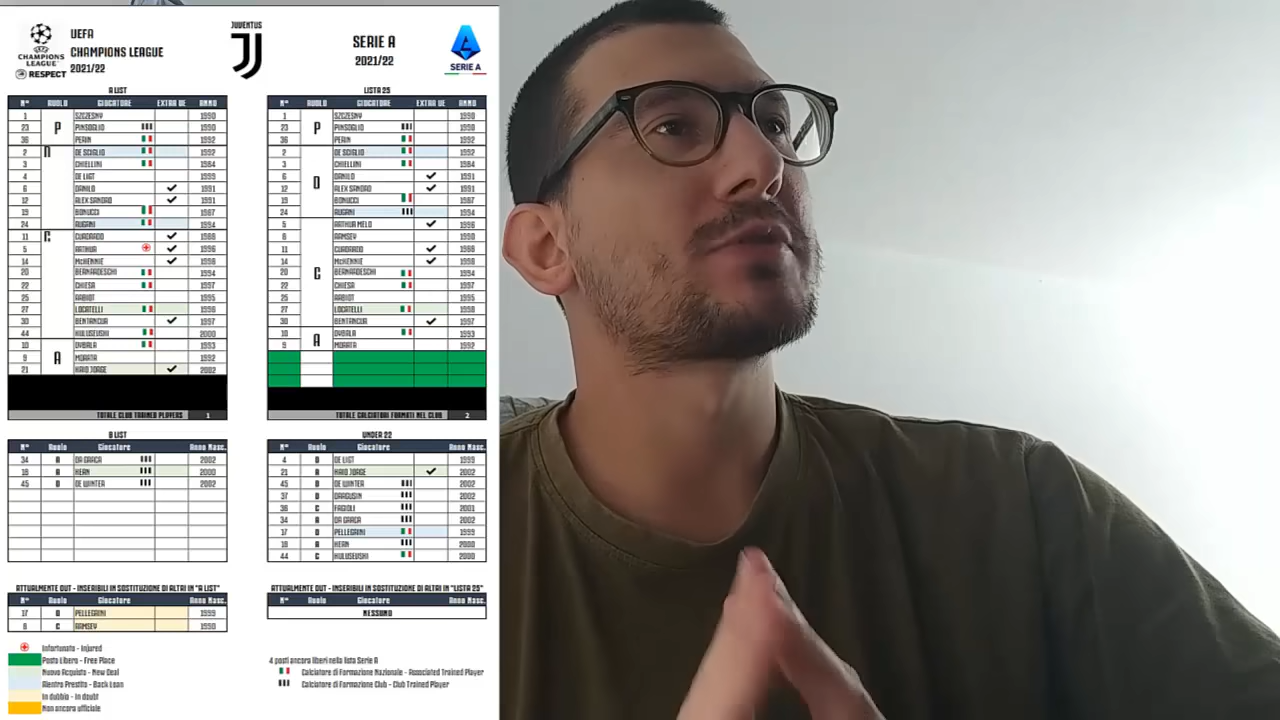 UEFA
CHAMPIONS LEAGUE
2021/22
CHAMPIONS
LEAGUE
RESPECT
JUVENTUS
SERIE A
2021/22
SERIE A
A LIST
N° RUOLO GIOCATORE EXTRA UE ANNO
1 P SZCZESNY 1990
23 PINSOGLIO 1990
36 PERIN 1992
2 DE SCIGLIO 1992
3 CHIELLINI 1984
4 DE LIGT 1999
6 DANILO ✓ 1991
12 ALEX SANDRO ✓ 1991
19 BONUCCI 1987
24 RUGANI 1994
11 CUADRADO ✓ 1988
5 ARTHUR ✓ 1996
14 McKENNIE ✓ 1998
20 BERNARDESCHI 1994
22 CHIESA 1997
25 RABIOT 1995
27 LOCATELLI 1998
30 BENTANCUR ✓ 1997
44 KULUSEVSKI 2000
10 A DYBALA 1993
9 MORATA 1992
21 KAIO JORGE ✓ 2002
TOTALE CLUB TRAINED PLAYERS 1
LISTA 25
N° RUOLO GIOCATORE EXTRA UE ANNO
1 P SZCZESNY 1990
23 PINSOGLIO 1990
36 PERIN 1992
2 D DE SCIGLIO 1992
3 CHIELLINI 1984
6 DANILO ✓ 1991
12 ALEX SANDRO ✓ 1991
19 BONUCCI 1987
24 RUGANI 1994
5 C ARTHUR MELO ✓ 1996
8 RAMSEY 1990
11 CUADRADO ✓ 1988
14 McKENNIE ✓ 1998
20 BERNARDESCHI 1994
22 CHIESA 1997
25 RABIOT 1995
27 LOCATELLI 1998
30 BENTANCUR ✓ 1997
10 A DYBALA 1993
9 MORATA 1992
TOTALE CALCIATORI FORMATI NEL CLUB 2
B LIST
N° Ruolo Giocatore Anno Nasc.
34 A DA GRACA 2002
18 A KEAN 2000
45 D DE WINTER 2002
UNDER 22
N° Ruolo Giocatore Anno Nasc.
4 D DE LIGT 1999
21 A KAIO JORGE ✓ 2002
45 D DE WINTER 2002
37 D DRAGUSIN 2002
36 C FAGIOLI 2001
34 A DA GRACA 2002
17 D PELLEGRINI 1999
18 A KEAN 2000
44 C KULUSEVSKI 2000
ATTUALMENTE OUT - INSERIBILI IN SOSTITUZIONE DI ALTRI IN "A LIST"
N° Ruolo Giocatore Anno Nasc.
17 D PELLEGRINI 1999
8 C RAMSEY 1990
ATTUALMENTE OUT - INSERIBILI IN SOSTITUZIONE DI ALTRI IN "LISTA 25"
N° Ruolo Giocatore Anno Nasc.
NESSUNO
Infortunato - Injured
Posto Libero - Free Place
Nuovo Acquisto - New Deal
Rientro Prestito - Back Loan
In dubbio - In doubt
Non ancora ufficiale
4 posti ancora liberi nella lista Serie A
Calciatore di Formazione Nazionale - Associated Trained Player
Calciatore di Formazione Club - Club Trained Player